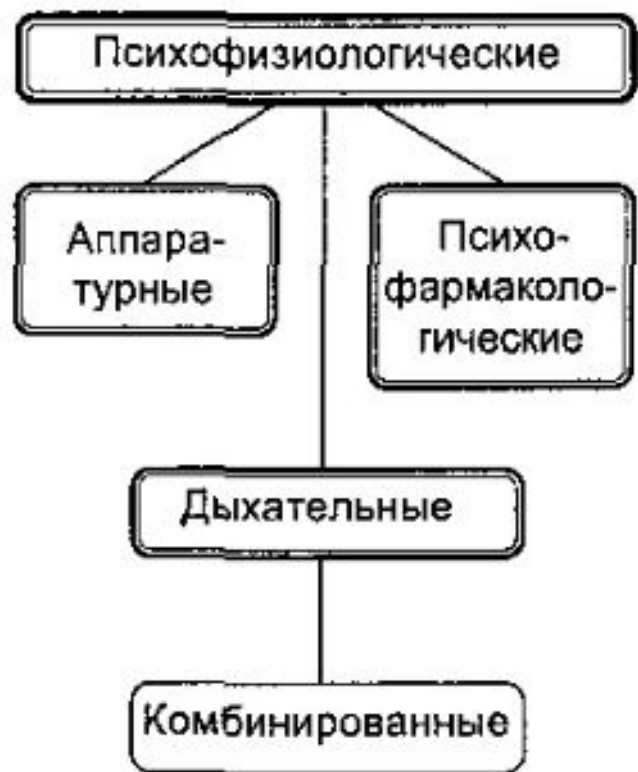 Психофизиологические
Аппара-
турные
Психо-
фармаколо-
гические
Дыхательные
Комбинированные